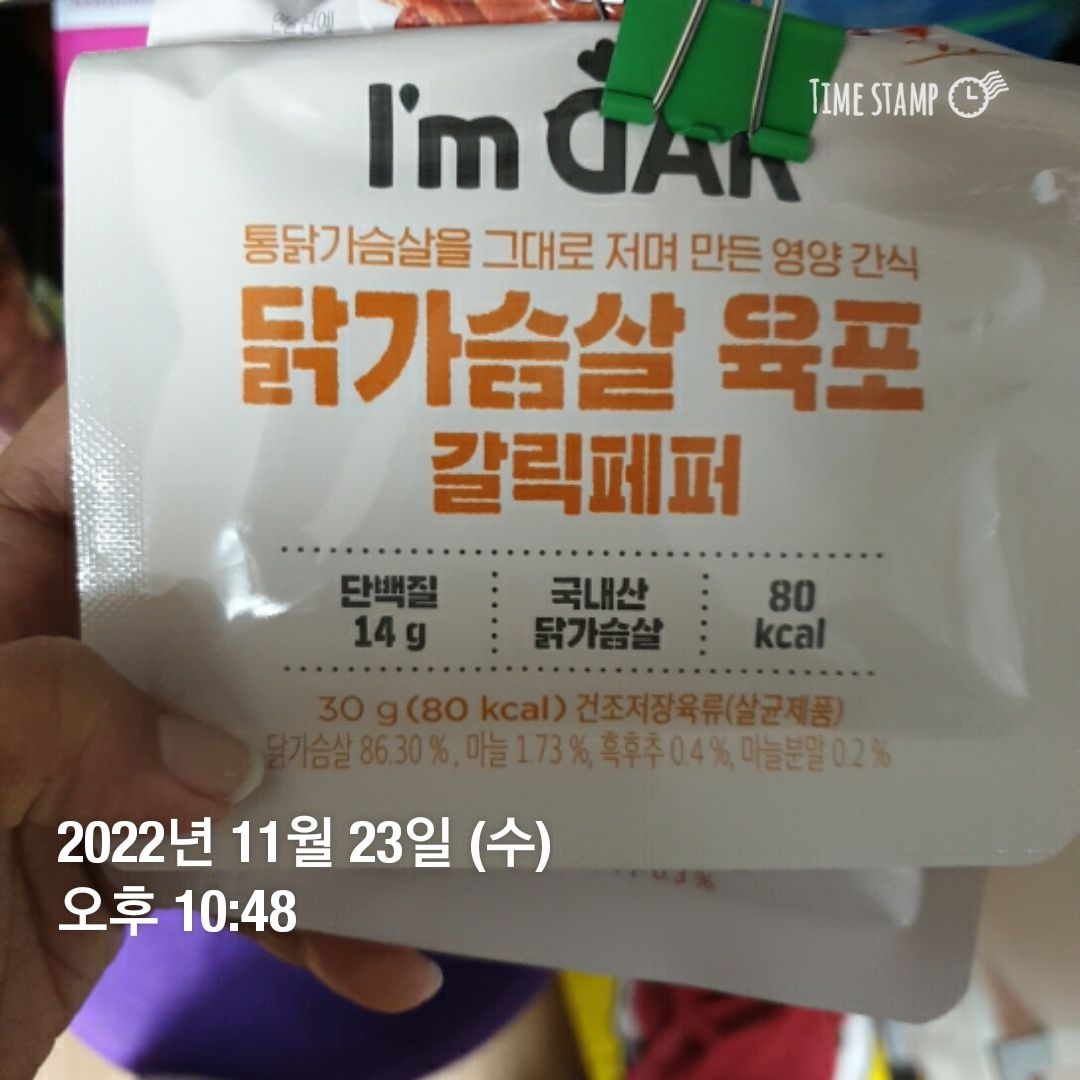 TIME STAMP
I'm DAK
통닭가슴살을 그대로 저며 만든 영양 간식
닭가슴살 육포
갈릭페퍼
단백질
14 g
국내산
닭가슴살
80
kcal
30 g (80 kcal) 건조저장육류(살균제품)
닭가슴살 86.30 %, 마늘 1.73 %, 흑후추 0.4 %, 마늘분말 0.2 %
0.3 %
2022년 11월 23일 (수)
오후 10:48